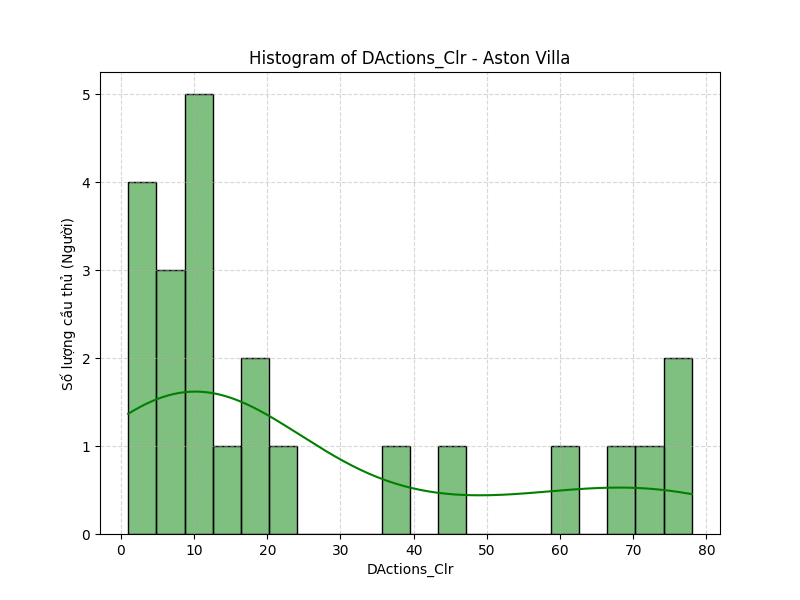 Histogram of DActions_Clr - Aston Villa
Số lượng cầu thủ (Người)
5
4
3
2
1
0
0 10 20 30 40 50 60 70 80
DActions_Clr